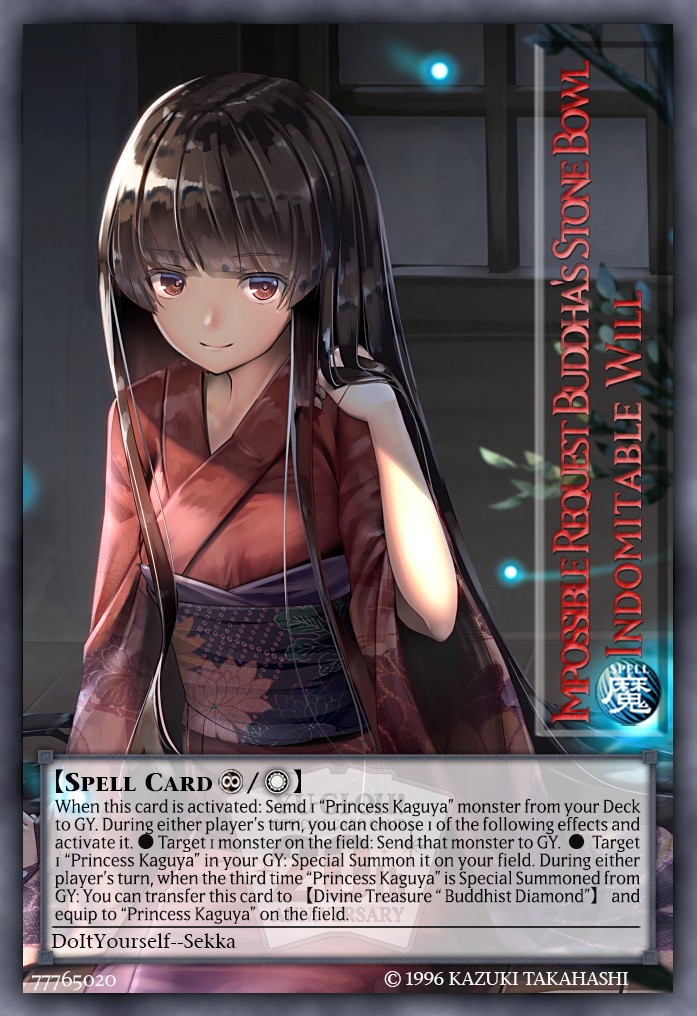 Impossible Request Buddha's Stone Bowl
Indomitable Will
SPELL
魔
【Spell Card ∞/】
When this card is activated: Send 1 “Princess Kaguya” monster from your Deck
to GY. During either player's turn, you can choose 1 of the following effects and
activate it. ● Target 1 monster on the field: Send that monster to GY. ● Target
1 “Princess Kaguya” in your GY: Special Summon it on your field. During either
player's turn, when the third time “Princess Kaguya” is Special Summoned from
GY: You can transfer this card to 【Divine Treasure “ Buddhist Diamond”】 and
equip to “Princess Kaguya” on the field.
DoItYourself--Sekka
77765020
© 1996 KAZUKI TAKAHASHI